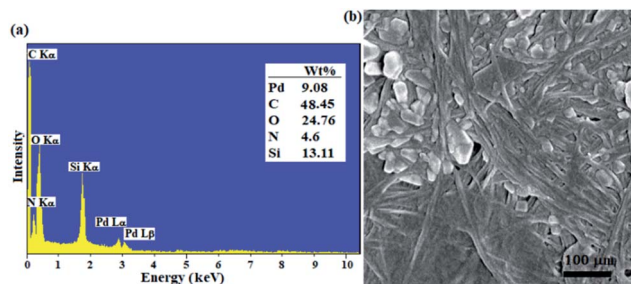 (a)
C Kα
O Kα
N Kα
Si Kα
Pd Lα
Pd Lβ
Wt%
Pd 9.08
C 48.45
O 24.76
N 4.6
Si 13.11
Intensity
0 1 2 3 4 5 6 7 8 9 10
Energy (keV)
(b)
100 µm